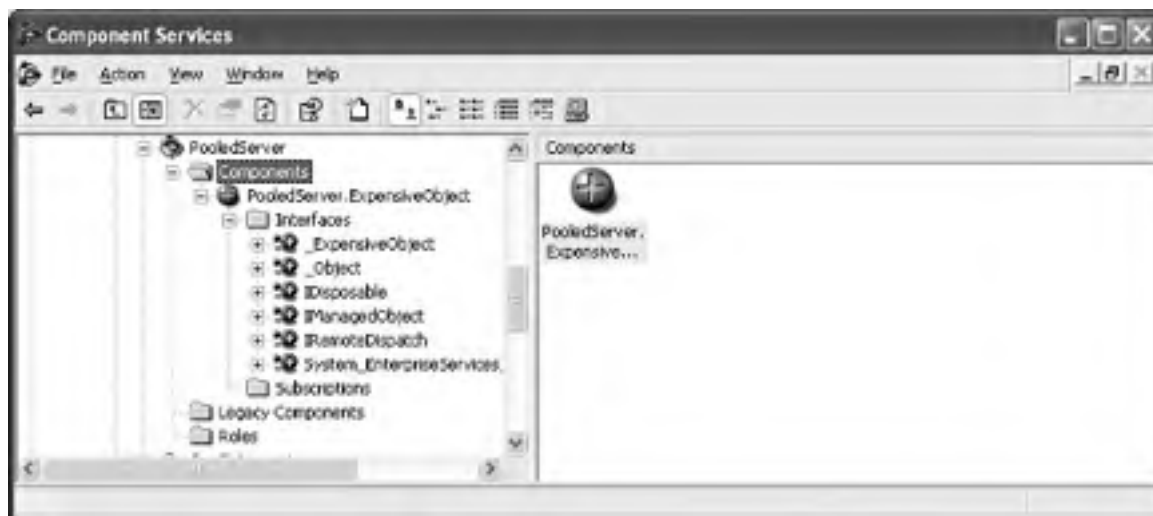 Component Services
File Action View Window Help
PooledServer
Components
PooledServer.ExpensiveObject
Interfaces
_ExpensiveObject
_Object
IDisposable
IManagedObject
IRemoteDispatch
System_EnterpriseServices_
Subscriptions
Legacy Components
Roles
Components
PooledServer.
Expensive...